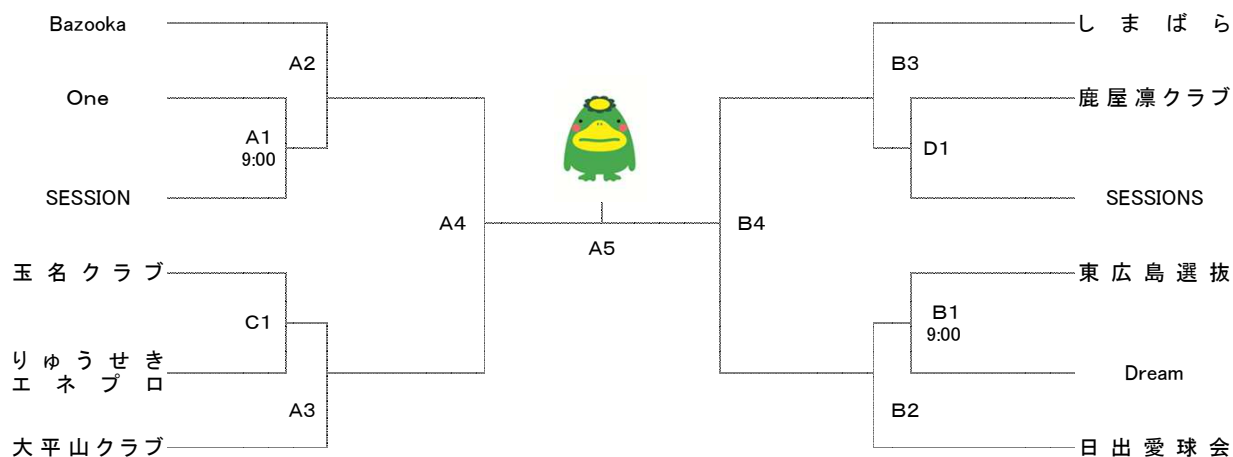 Bazooka
A2
One
A1
9:00
SESSION
A4
玉名クラブ
C1
りゅうせき
エネプロ
A3
大平山クラブ
A5
しまばら
B3
鹿屋凛クラブ
D1
SESSIONS
B4
東広島選抜
B1
9:00
Dream
B2
日出愛球会